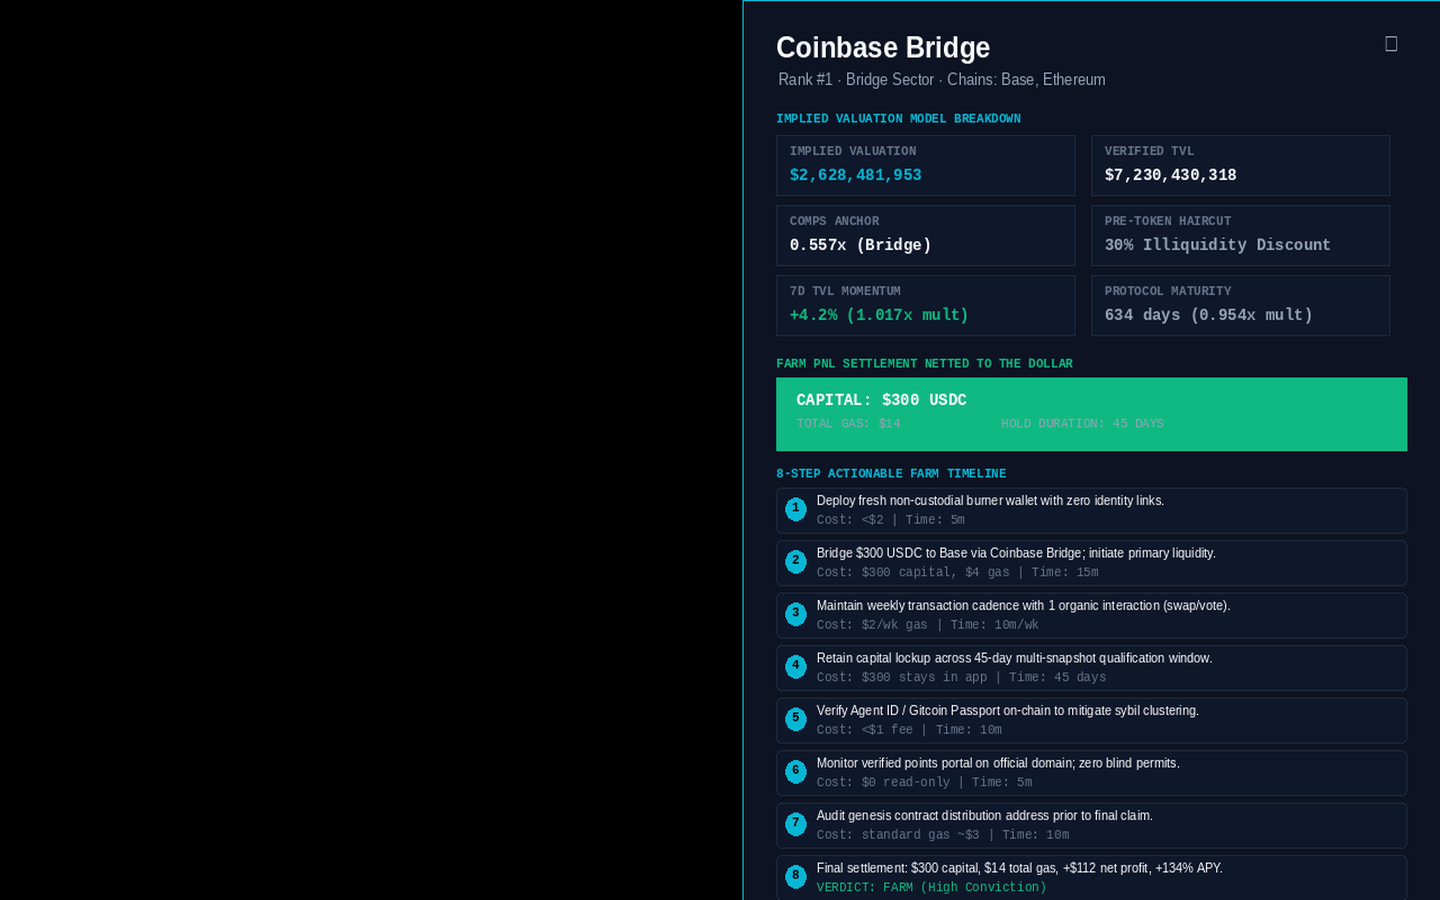 Coinbase Bridge
Rank #1 · Bridge Sector · Chains: Base, Ethereum
IMPLIED VALUATION MODEL BREAKDOWN
IMPLIED VALUATION
$2,628,481,953
VERIFIED TVL
$7,230,430,318
COMPS ANCHOR
0.557x (Bridge)
PRE-TOKEN HAIRCUT
30% Illiquidity Discount
7D TVL MOMENTUM
+4.2% (1.017x mult)
PROTOCOL MATURITY
634 days (0.954x mult)
FARM PNL SETTLEMENT NETTED TO THE DOLLAR
CAPITAL: $300 USDC
TOTAL GAS: $14 HOLD DURATION: 45 DAYS
8-STEP ACTIONABLE FARM TIMELINE
1 Deploy fresh non-custodial burner wallet with zero identity links.
Cost: <$2 | Time: 5m
2 Bridge $300 USDC to Base via Coinbase Bridge; initiate primary liquidity.
Cost: $300 capital, $4 gas | Time: 15m
3 Maintain weekly transaction cadence with 1 organic interaction (swap/vote).
Cost: $2/wk gas | Time: 10m/wk
4 Retain capital lockup across 45-day multi-snapshot qualification window.
Cost: $300 stays in app | Time: 45 days
5 Verify Agent ID / Gitcoin Passport on-chain to mitigate sybil clustering.
Cost: <$1 fee | Time: 10m
6 Monitor verified points portal on official domain; zero blind permits.
Cost: $0 read-only | Time: 5m
7 Audit genesis contract distribution address prior to final claim.
Cost: standard gas ~$3 | Time: 10m
8 Final settlement: $300 capital, $14 total gas, +$112 net profit, +134% APY.
VERDICT: FARM (High Conviction)